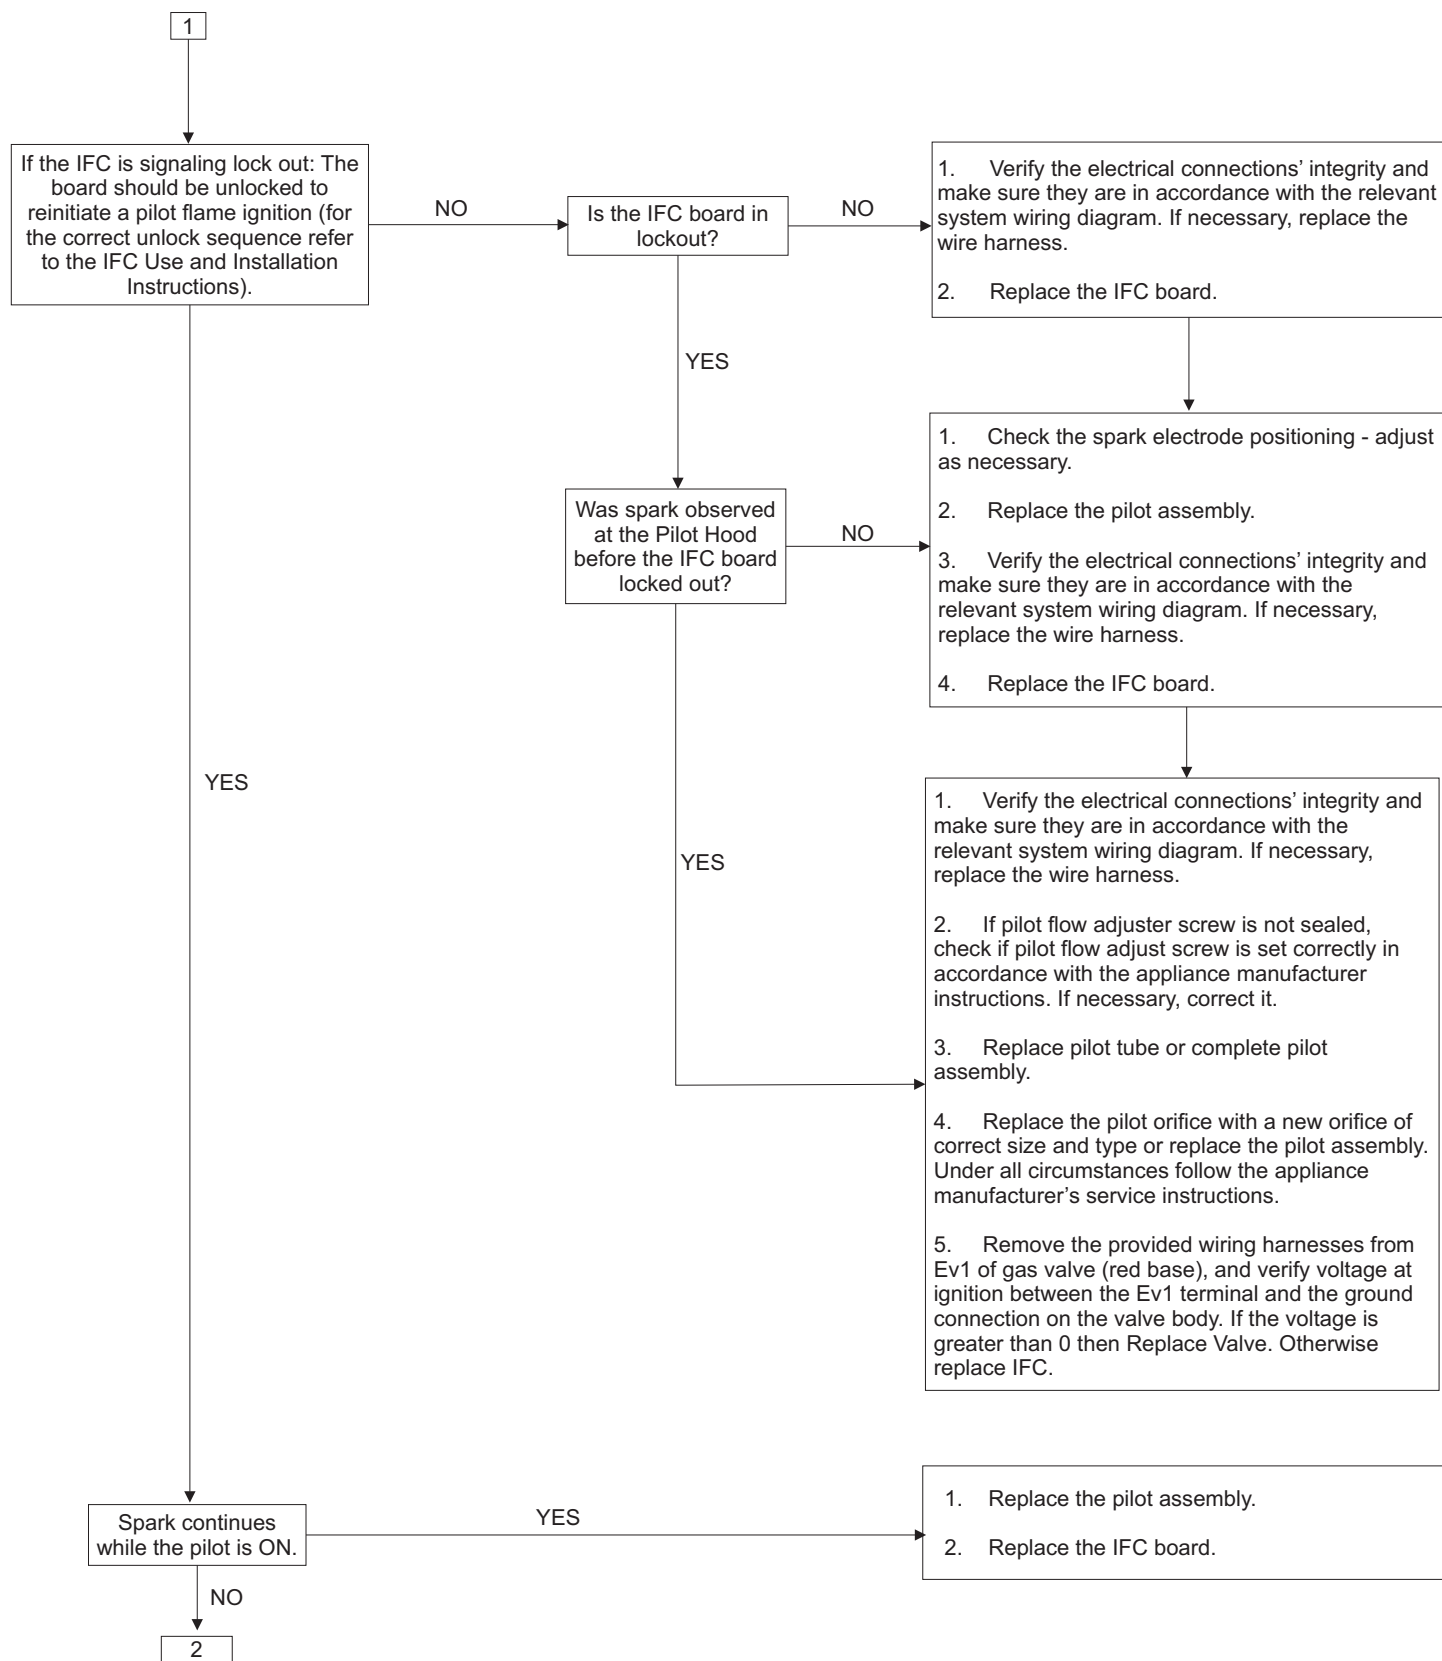 1
If the IFC is signaling lock out: The
board should be unlocked to
reinitiate a pilot flame ignition (for
the correct unlock sequence refer
to the IFC Use and Installation
Instructions).
NO
Is the IFC board in
lockout?
NO
1. Verify the electrical connections’ integrity and
make sure they are in accordance with the relevant
system wiring diagram. If necessary, replace the
wire harness.
2. Replace the IFC board.
YES
Was spark observed
at the Pilot Hood
before the IFC board
locked out?
NO
1. Check the spark electrode positioning - adjust
as necessary.
2. Replace the pilot assembly.
3. Verify the electrical connections’ integrity and
make sure they are in accordance with the
relevant system wiring diagram. If necessary,
replace the wire harness.
4. Replace the IFC board.
YES
YES
1. Verify the electrical connections’ integrity and
make sure they are in accordance with the
relevant system wiring diagram. If necessary,
replace the wire harness.
2. If pilot flow adjuster screw is not sealed,
check if pilot flow adjust screw is set correctly in
accordance with the appliance manufacturer
instructions. If necessary, correct it.
3. Replace pilot tube or complete pilot
assembly.
4. Replace the pilot orifice with a new orifice of
correct size and type or replace the pilot assembly.
Under all circumstances follow the appliance
manufacturer’s service instructions.
5. Remove the provided wiring harnesses from
Ev1 of gas valve (red base), and verify voltage at
ignition between the Ev1 terminal and the ground
connection on the valve body. If the voltage is
greater than 0 then Replace Valve. Otherwise
replace IFC.
Spark continues
while the pilot is ON.
YES
1. Replace the pilot assembly.
2. Replace the IFC board.
NO
2